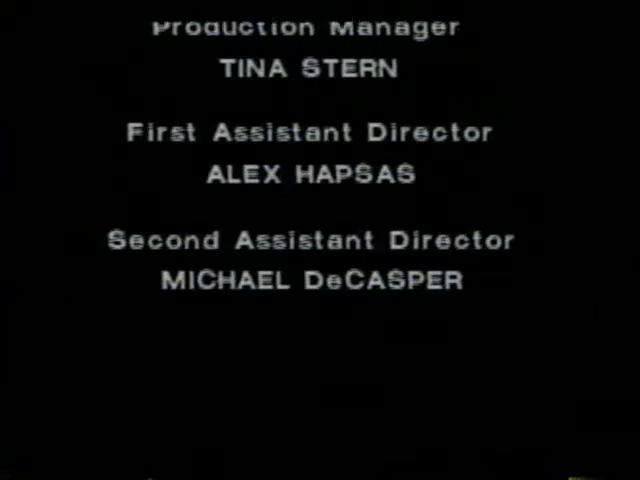 Production Manager
TINA STERN
First Assistant Director
ALEX HAPSAS
Second Assistant Director
MICHAEL DeCASPER